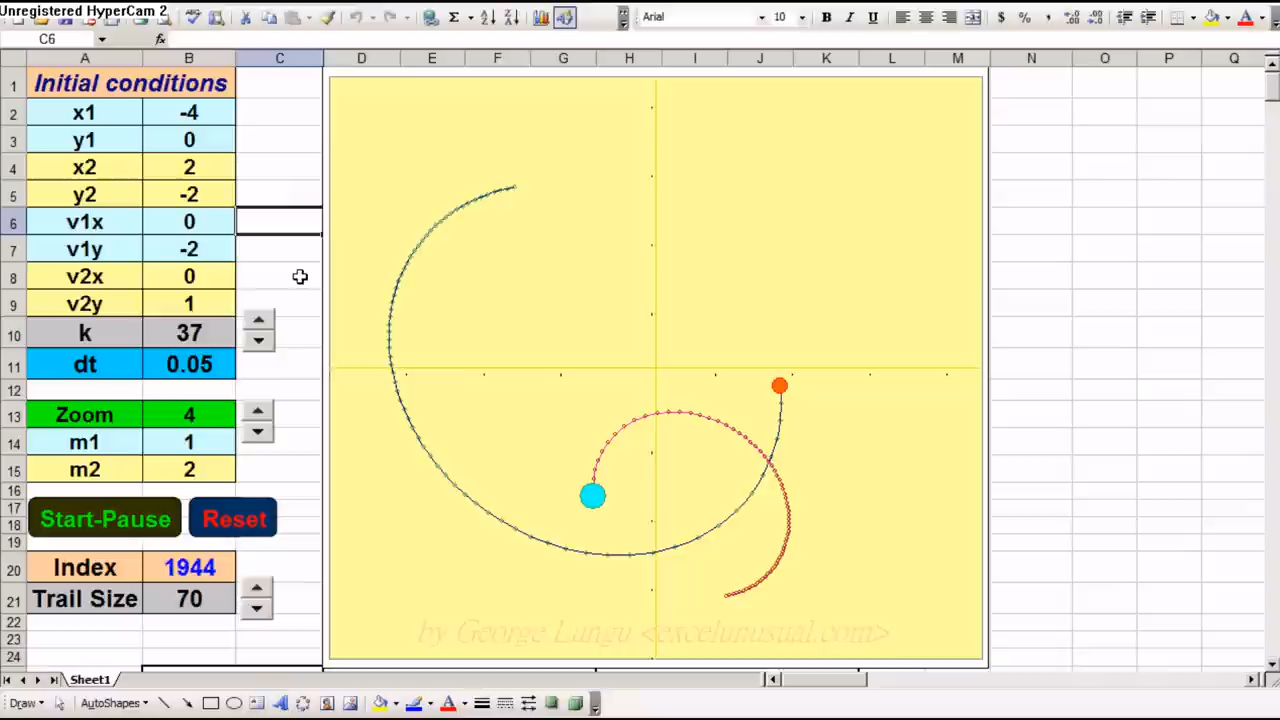 Unregistered HyperCam 2
Arial 10 B I U $ %
C6 fx
A B C D E F G H I J K L M N O P Q
1 Initial conditions
2 x1 -4
3 y1 0
4 x2 2
5 y2 -2
6 v1x 0
7 v1y -2
8 v2x 0
9 v2y 1
10 k 37
11 dt 0.05
12
13 Zoom 4
14 m1 1
15 m2 2
16
17
18
Start-Pause Reset
19
20 Index 1944
21 Trail Size 70
22
23
24
by George Lungu <excelunusual.com>
Sheet1
Draw AutoShapes